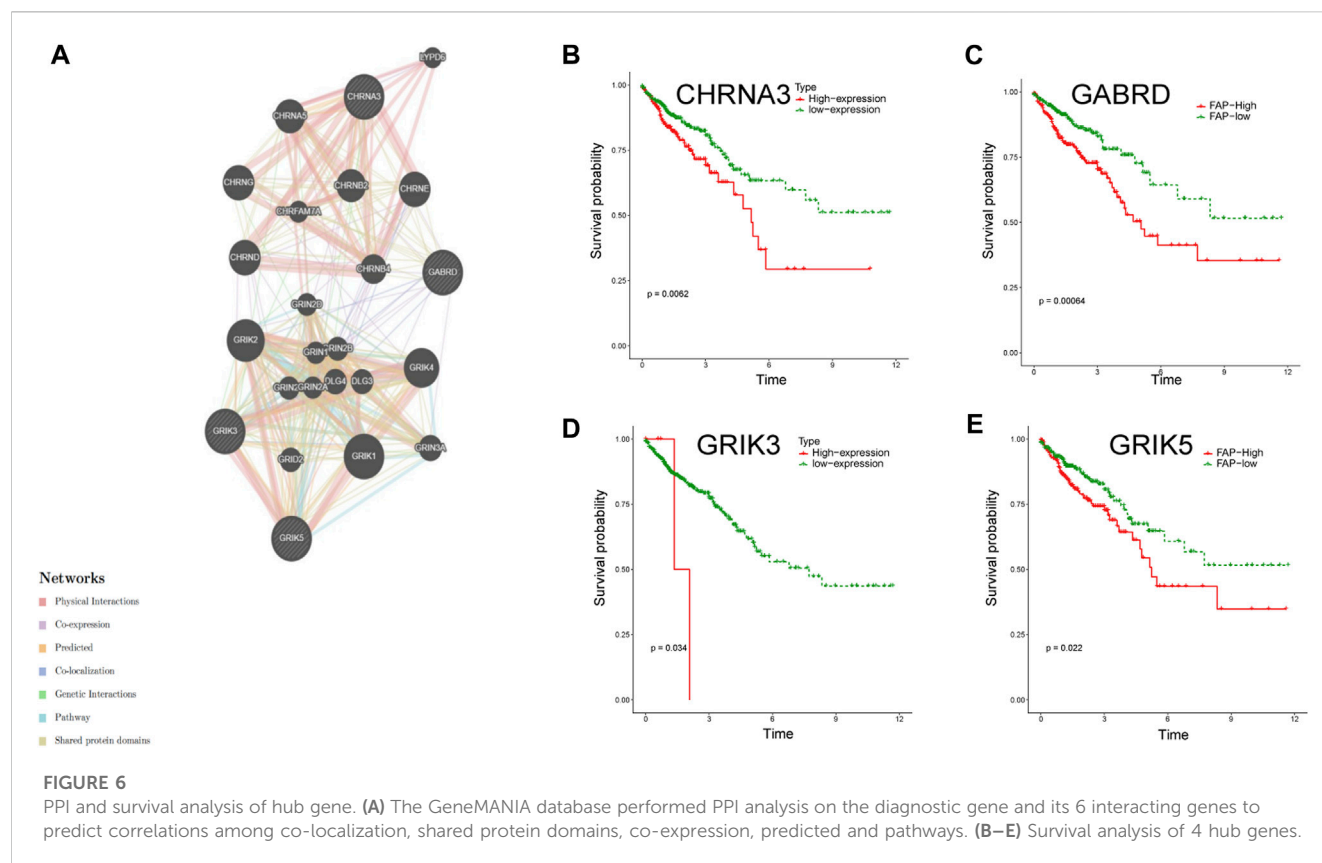 A
LYPD6
CHRNA3
CHRNA5
CHRNG
CHRNB2
CHRNE
CHRFAM7A
CHRND
CHRNB4
GABRD
GRIN2B
GRIK2
GRIN1
GRIN2B
GRIK4
GRIN2
GRIN2A
DLG4
DLG3
GRIK3
GRID2
GRIK1
GRIN3A
GRIK5
Networks
Physical Interactions
Co-expression
Predicted
Co-localization
Genetic Interactions
Pathway
Shared protein domains
B
CHRNA3
Type
High-expression
low-expression
Survival probability
1.00
0.75
0.50
0.25
0.00
p = 0.0062
0 3 6 9 12
Time
C
GABRD
FAP-High
FAP-low
Survival probability
1.00
0.75
0.50
0.25
0.00
p = 0.00064
0 3 6 9 12
Time
D
GRIK3
Type
High-expression
low-expression
Survival probability
1.00
0.75
0.50
0.25
0.00
p = 0.034
0 3 6 9 12
Time
E
GRIK5
FAP-High
FAP-low
Survival probability
1.00
0.75
0.50
0.25
0.00
p = 0.022
0 3 6 9 12
Time
FIGURE 6
PPI and survival analysis of hub gene. (A) The GeneMANIA database performed PPI analysis on the diagnostic gene and its 6 interacting genes to
predict correlations among co-localization, shared protein domains, co-expression, predicted and pathways. (B–E) Survival analysis of 4 hub genes.